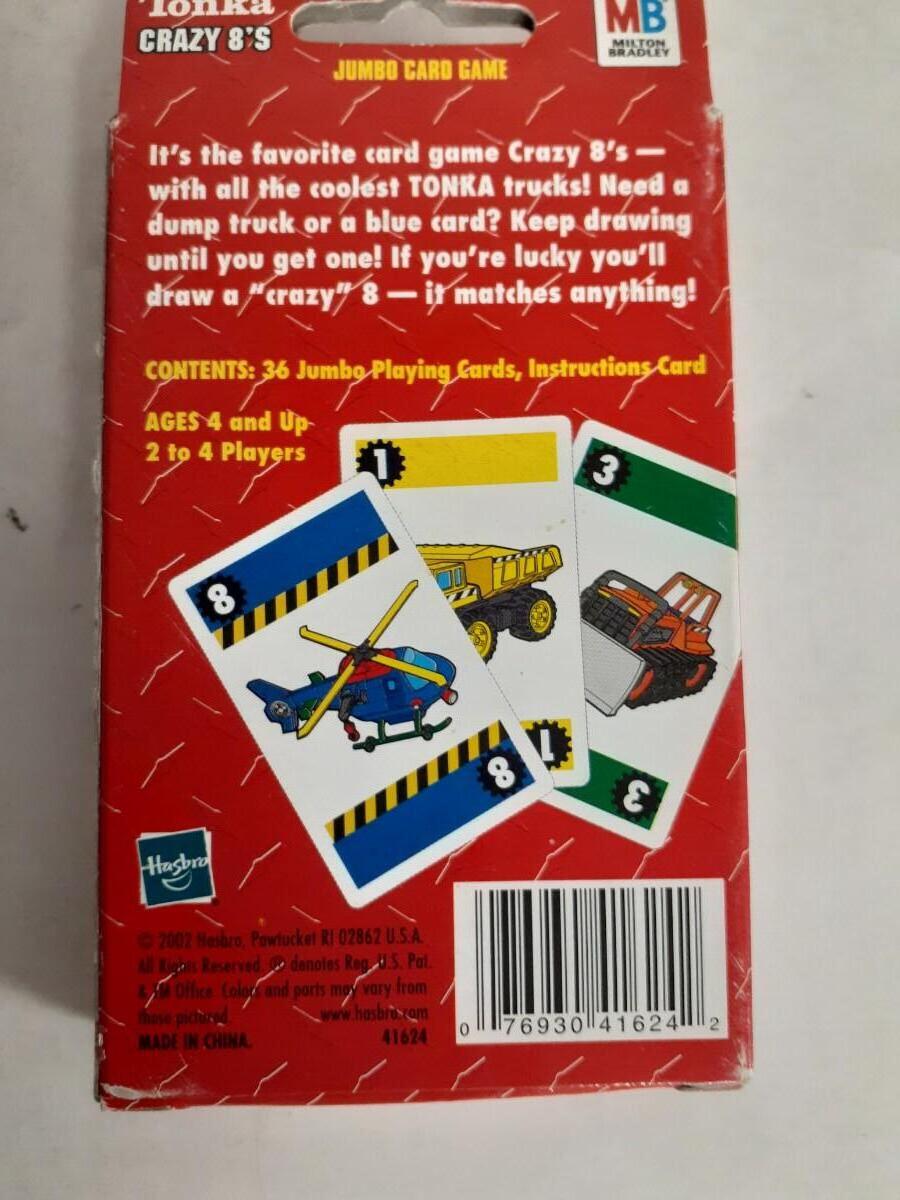 Tonka
CRAZY 8'S
MB
MILTON
BRADLEY
JUMBO CARD GAME
It's the favorite card game Crazy 8's —
with all the coolest TONKA trucks! Need a
dump truck or a blue card? Keep drawing
until you get one! If you're lucky you'll
draw a "crazy" 8 — it matches anything!
CONTENTS: 36 Jumbo Playing Cards, Instructions Card
AGES 4 and Up
2 to 4 Players
1
3
8
1
8
3
Hasbro
© 2002 Hasbro, Pawtucket RI 02862 U.S.A.
All Rights Reserved. ® denotes Reg. U.S. Pat.
& TM Office. Colors and parts may vary from
those pictured. www.hasbro.com
MADE IN CHINA. 41624
0 76930 41624 2